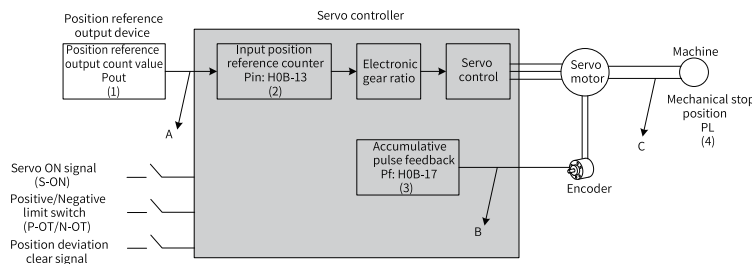 Servo controller
Position reference
output device
Position reference
output count value
Pout
(1)
Input position
reference counter
Pin: H0B-13
(2)
Electronic
gear ratio
Servo
control
Servo
motor
Machine
Mechanical stop
position
PL
(4)
A
C
Accumulative
pulse feedback
Pf: H0B-17
(3)
Encoder
B
Servo ON signal
(S-ON)
Positive/Negative
limit switch
(P-OT/N-OT)
Position deviation
clear signal